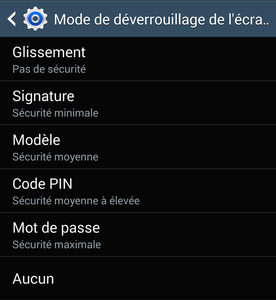 Mode de déverrouillage de l'écra..
Glissement
Pas de sécurité
Signature
Sécurité minimale
Modèle
Sécurité moyenne
Code PIN
Sécurité moyenne à élevée
Mot de passe
Sécurité maximale
Aucun